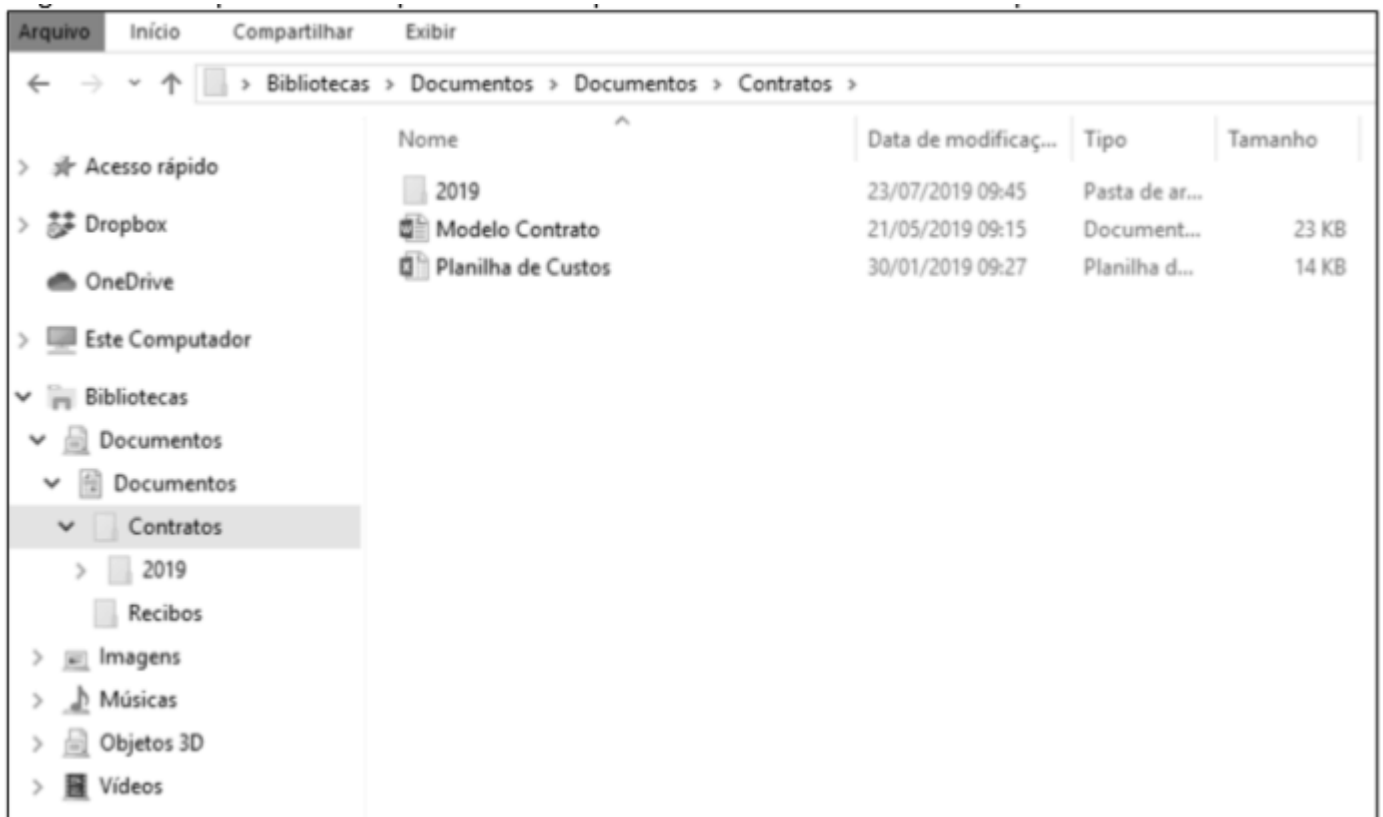 Arquivo Início Compartilhar Exibir
Bibliotecas > Documentos > Documentos > Contratos >
Nome Data de modificaç... Tipo Tamanho
2019 23/07/2019 09:45 Pasta de ar...
Modelo Contrato 21/05/2019 09:15 Document... 23 KB
Planilha de Custos 30/01/2019 09:27 Planilha d... 14 KB
Acesso rápido
Dropbox
OneDrive
Este Computador
Bibliotecas
Documentos
Documentos
Contratos
2019
Recibos
Imagens
Músicas
Objetos 3D
Vídeos